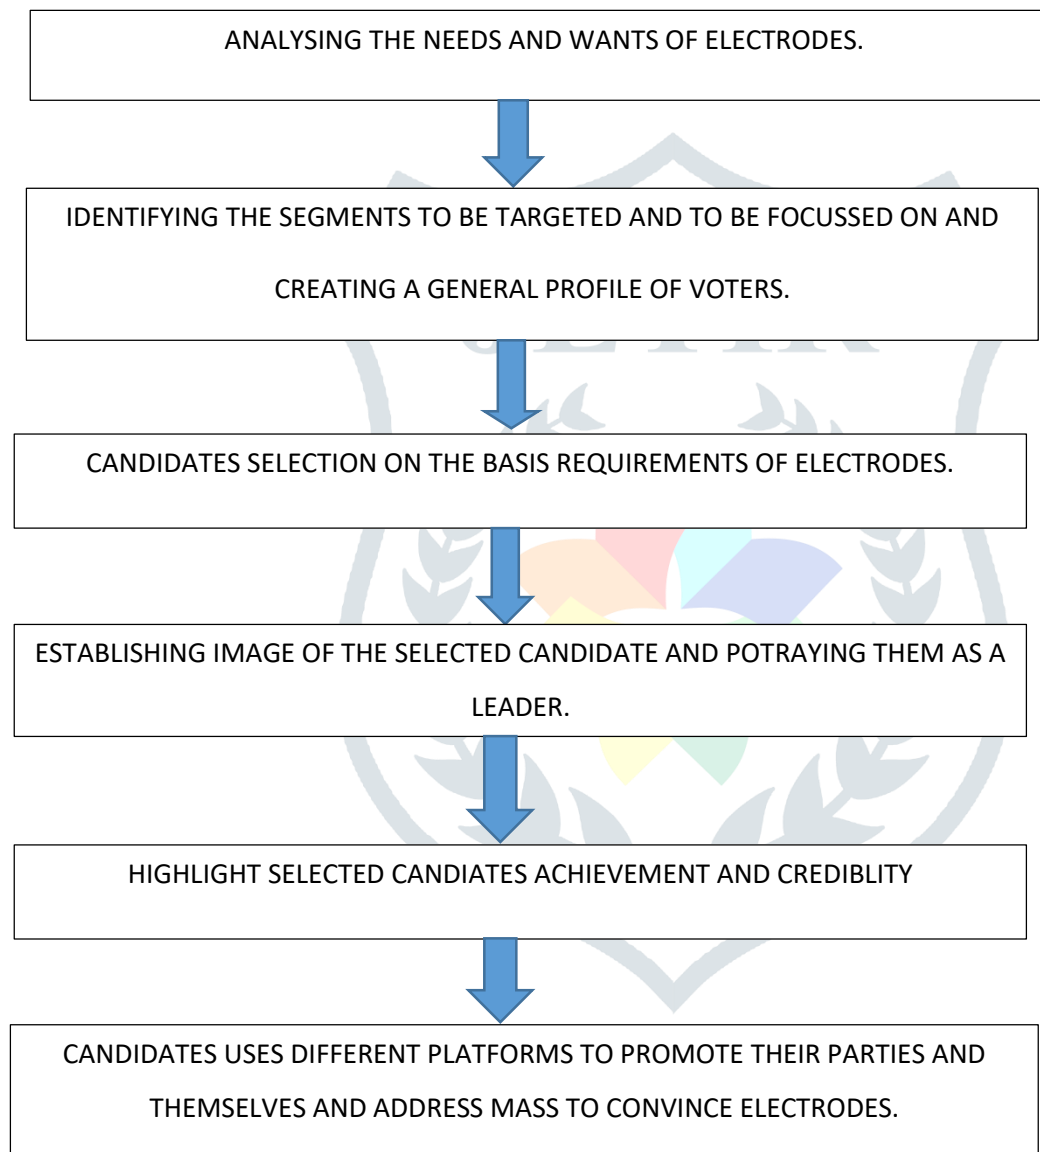 ANALYSING THE NEEDS AND WANTS OF ELECTRODES.
IDENTIFYING THE SEGMENTS TO BE TARGETED AND TO BE FOCUSSED ON AND
CREATING A GENERAL PROFILE OF VOTERS.
CANDIDATES SELECTION ON THE BASIS REQUIREMENTS OF ELECTRODES.
ESTABLISHING IMAGE OF THE SELECTED CANDIDATE AND POTRAYING THEM AS A
LEADER.
HIGHLIGHT SELECTED CANDIATES ACHIEVEMENT AND CREDIBLITY
CANDIDATES USES DIFFERENT PLATFORMS TO PROMOTE THEIR PARTIES AND
THEMSELVES AND ADDRESS MASS TO CONVINCE ELECTRODES.